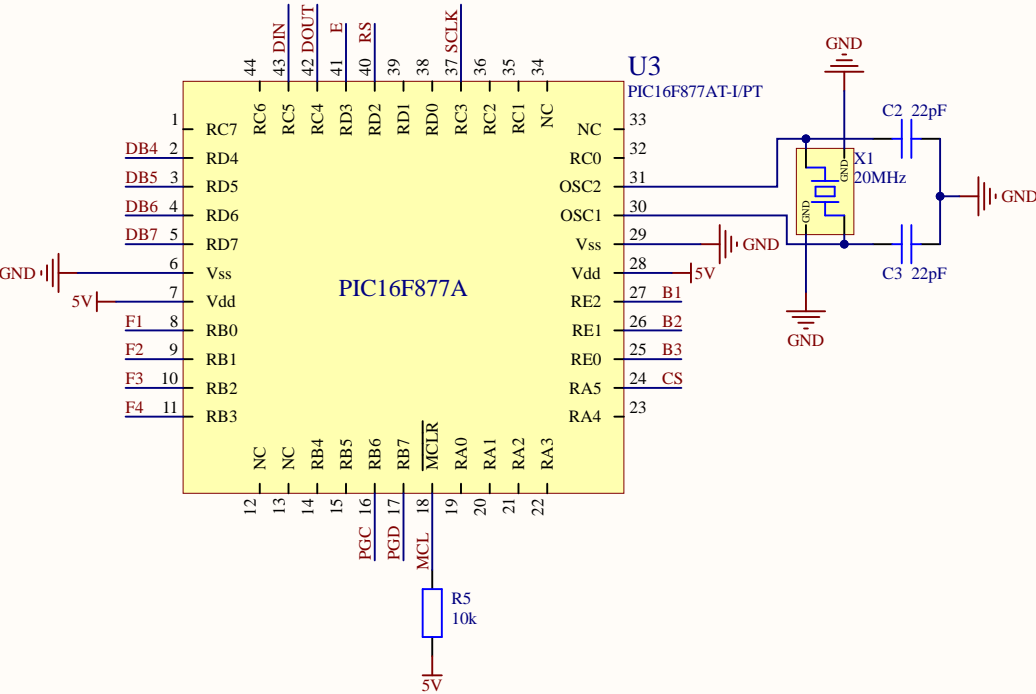 DIN
DOUT
E
RS
SCLK
44
43
42
41
40
39
38
37
36
35
34
RC6
RC5
RC4
RD3
RD2
RD1
RD0
RC3
RC2
RC1
NC
U3
PIC16F877AT-I/PT
1 RC7
DB4 2 RD4
DB5 3 RD5
DB6 4 RD6
DB7 5 RD7
GND 6 Vss
5V 7 Vdd
F1 8 RB0
F2 9 RB1
F3 10 RB2
F4 11 RB3
PIC16F877A
NC 33
RC0 32
OSC2 31
OSC1 30
Vss 29 GND
Vdd 28 5V
RE2 27 B1
RE1 26 B2
RE0 25 B3
RA5 24 CS
RA4 23
NC
NC
RB4
RB5
RB6
RB7
MCLR
RA0
RA1
RA2
RA3
12
13
14
15
16
17
18
19
20
21
22
PGC
PGD
MCL
R5
10k
5V
GND
C2 22pF
X1
20MHz
GND
GND
GND
C3 22pF
GND